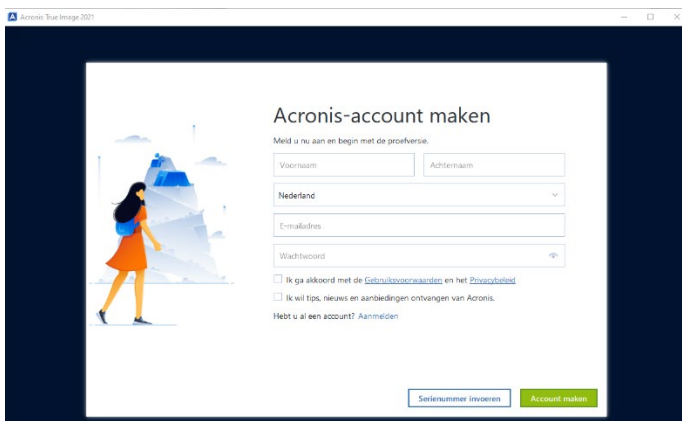 Acronis True Image 2021
Acronis-account maken
Meld u nu aan en begin met de proefversie.
Voornaam Achternaam
Nederland
E-mailadres
Wachtwoord
Ik ga akkoord met de Gebruiksvoorwaarden en het Privacybeleid
Ik wil tips, nieuws en aanbiedingen ontvangen van Acronis.
Hebt u al een account? Aanmelden
Serienummer invoeren Account maken